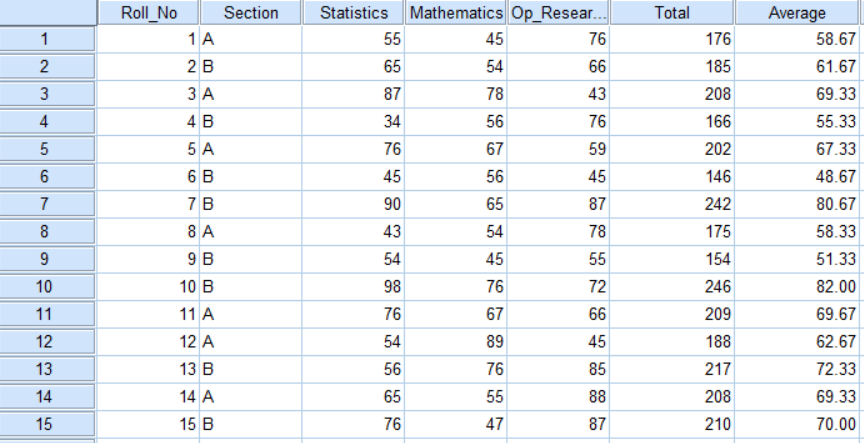 Roll_No Section Statistics Mathematics Op_Resear... Total Average
1 1 A 55 45 76 176 58.67
2 2 B 65 54 66 185 61.67
3 3 A 87 78 43 208 69.33
4 4 B 34 56 76 166 55.33
5 5 A 76 67 59 202 67.33
6 6 B 45 56 45 146 48.67
7 7 B 90 65 87 242 80.67
8 8 A 43 54 78 175 58.33
9 9 B 54 45 55 154 51.33
10 10 B 98 76 72 246 82.00
11 11 A 76 67 66 209 69.67
12 12 A 54 89 45 188 62.67
13 13 B 56 76 85 217 72.33
14 14 A 65 55 88 208 69.33
15 15 B 76 47 87 210 70.00